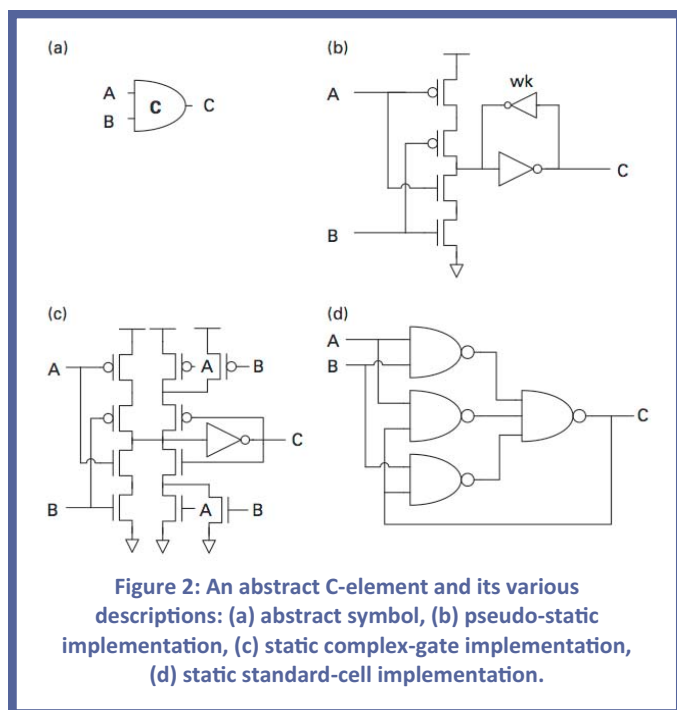 (a)
A
B
C
C
(b)
wk
A
C
B
(c)
A
A
B
C
B
A
B
(d)
A
B
C
Figure 2: An abstract C-element and its various
descriptions: (a) abstract symbol, (b) pseudo-static
implementation, (c) static complex-gate implementation,
(d) static standard-cell implementation.